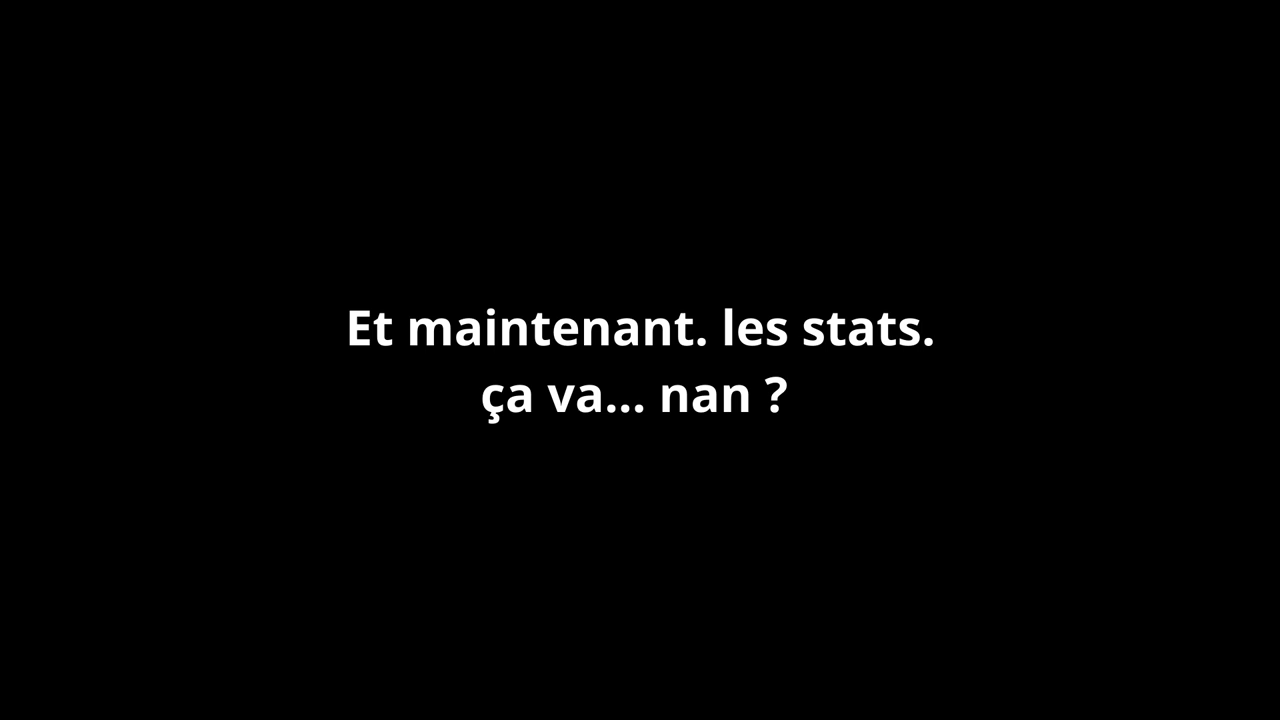 Et maintenant. les stats.
ça va... nan ?